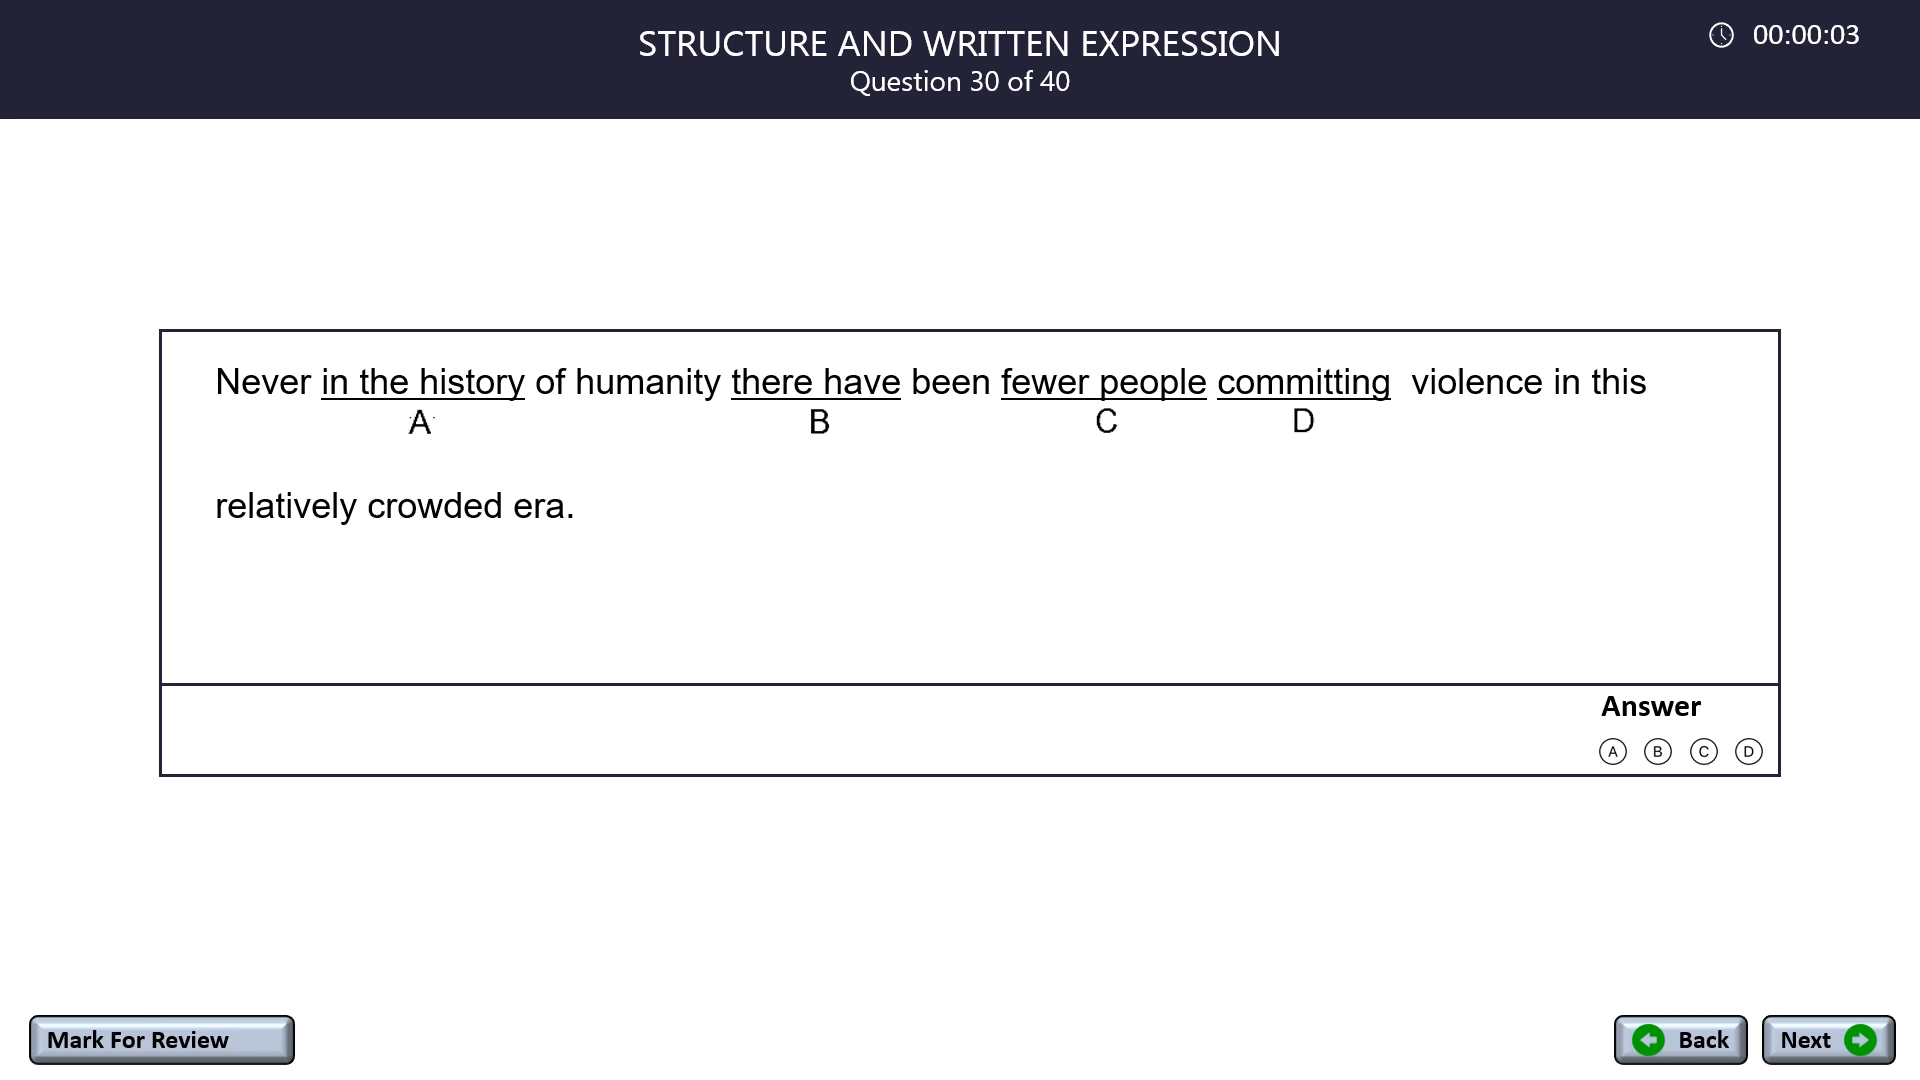 STRUCTURE AND WRITTEN EXPRESSION
00:00:03
Question 30 of 40
Never in the history of humanity there have been fewer people committing violence in this
A B C D
relatively crowded era.
Answer
A B C D
Mark For Review
Back
Next